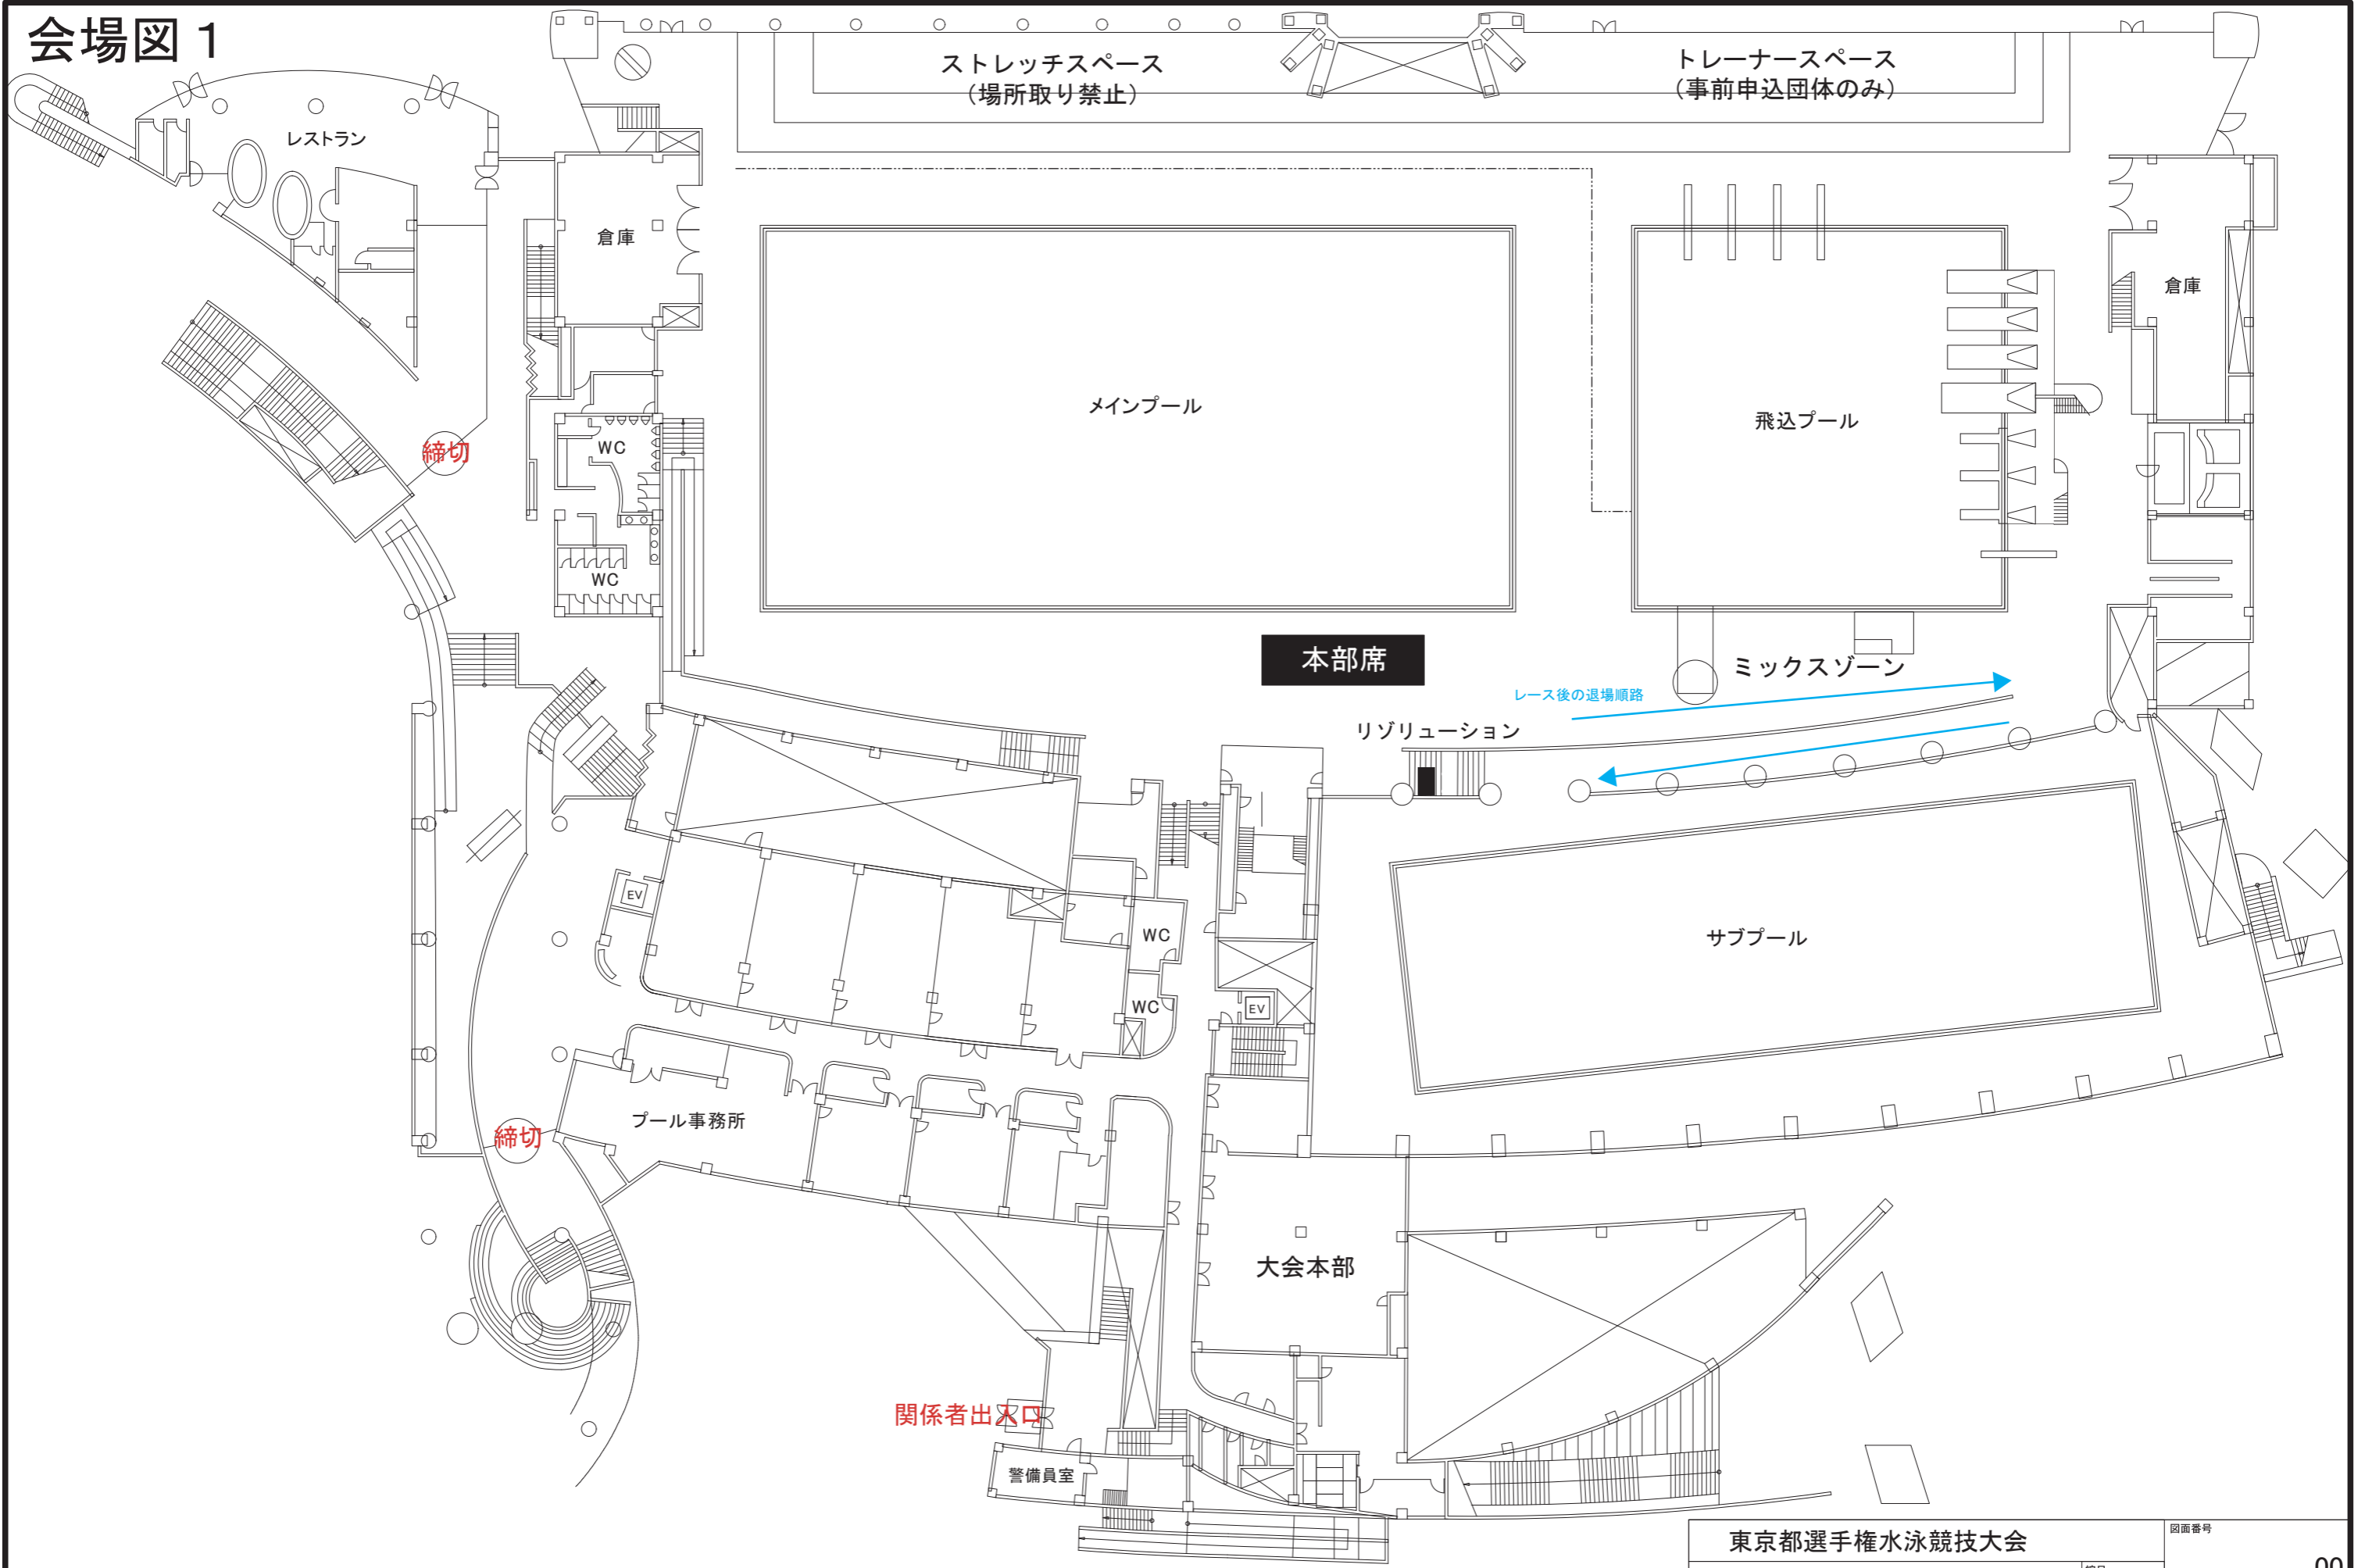 会場図１
ストレッチスペース
（場所取り禁止）
トレーナースペース
（事前申込団体のみ）
レストラン
倉庫
倉庫
メインプール
飛込プール
締切
WC
WC
本部席
ミックスゾーン
レース後の退場順路
リゾリューション
EV
WC
サブプール
WC
EV
プール事務所
締切
大会本部
関係者出入口
警備員室
東京都選手権水泳競技大会
図面番号